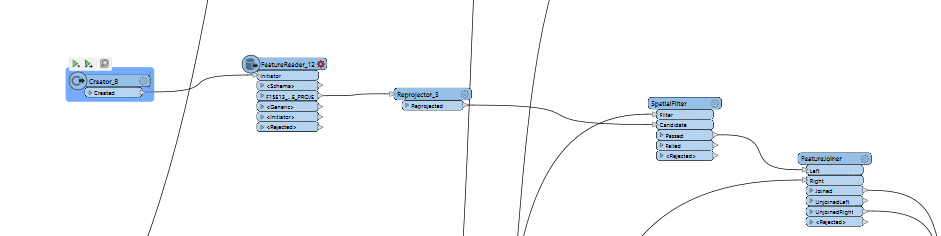 Creator_8
Created
FeatureReader_12
Initiator
<Schema>
<Generic>
<Initiator>
<Rejected>
Reprojector_3
Reprojected
SpatialFilter
Filter
Candidate
Passed
Failed
<Rejected>
FeatureJoiner
Left
Right
Joined
UnjoinedLeft
UnjoinedRight
<Rejected>